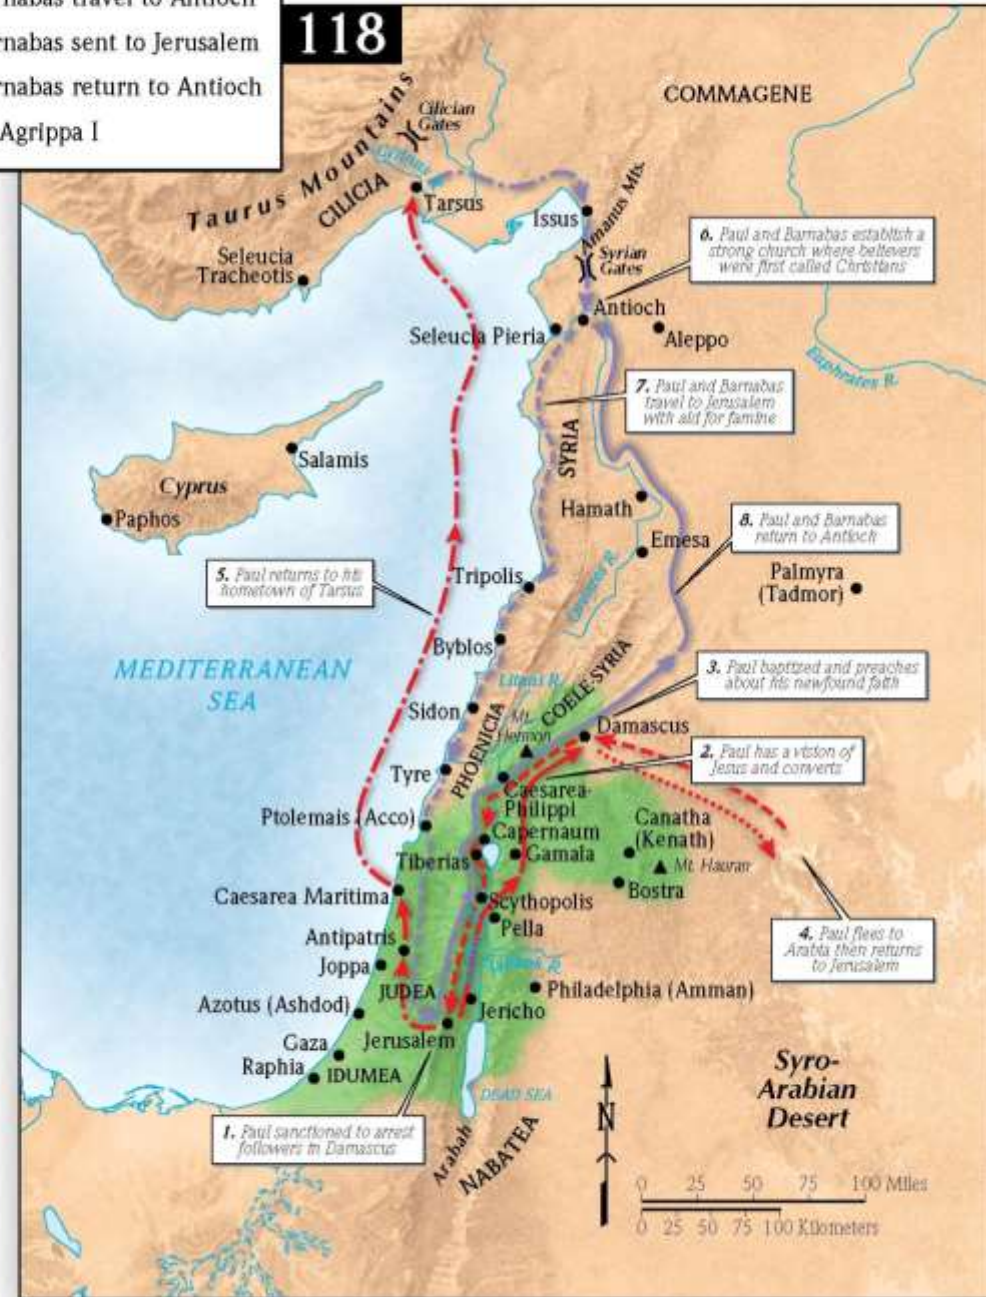 rnabas travel to Antioch
rnabas sent to Jerusalem
rnabas return to Antioch
Agrippa I
118
COMMAGENE
Cilician
Gates
Taurus Mountains
CILICIA
Tarsus
Issus
Amanus Mts.
Syrian
Gates
Seleucia
Tracheotis
6. Paul and Barnabas establish a
strong church where believers
were first called Christians
Antioch
Seleucia Pieria
Aleppo
Euphrates R.
7. Paul and Barnabas
travel to Jerusalem
with aid for famine
SYRIA
Salamis
Cyprus
Paphos
Hamath
8. Paul and Barnabas
return to Antioch
Emesa
Orontes R.
5. Paul returns to his
hometown of Tarsus
Tripolis
Palmyra
(Tadmor)
Byblos
MEDITERRANEAN
SEA
3. Paul baptized and preaches
about his newfound faith
Litani R.
COELE-SYRIA
Sidon
PHOENICIA
Mt.
Hermon
Damascus
2. Paul has a vision of
Jesus and converts
Tyre
Caesarea-
Philippi
Ptolemais (Acco)
Canatha
(Kenath)
Capernaum
Tiberias
Gamala
Mt. Hauran
Bostra
Caesarea Maritima
Scythopolis
Pella
4. Paul flees to
Arabia then returns
to Jerusalem
Antipatris
Joppa
JUDEA
Philadelphia (Amman)
Azotus (Ashdod)
Jericho
Jerusalem
Gaza
Raphia
IDUMEA
DEAD SEA
Syro-
Arabian
Desert
N
1. Paul sanctioned to arrest
followers in Damascus
Arabah
NABATEA
0 25 50 75 100 Miles
0 25 50 75 100 Kilometers